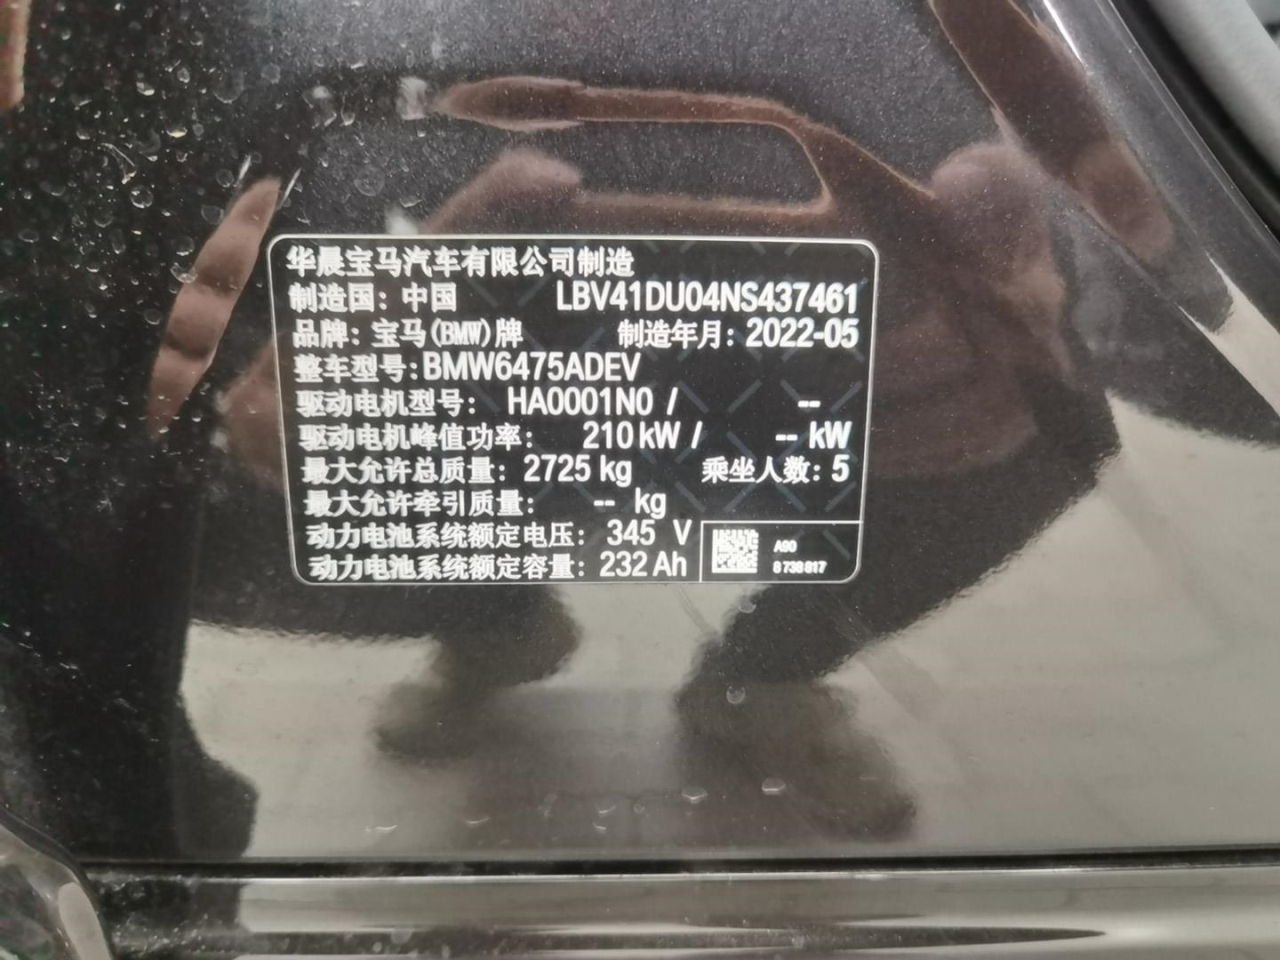 华晨宝马汽车有限公司制造
制造国：中国 LBV41DU04NS437461
品牌：宝马(BMW)牌 制造年月：2022-05
整车型号：BMW6475ADEV
驱动电机型号： HA0001N0 / --
驱动电机峰值功率： 210 kW / -- kW
最大允许总质量：2725 kg 乘坐人数：5
最大允许牵引质量： -- kg
动力电池系统额定电压：345 V
动力电池系统额定容量：232 Ah
A90
8 738 817